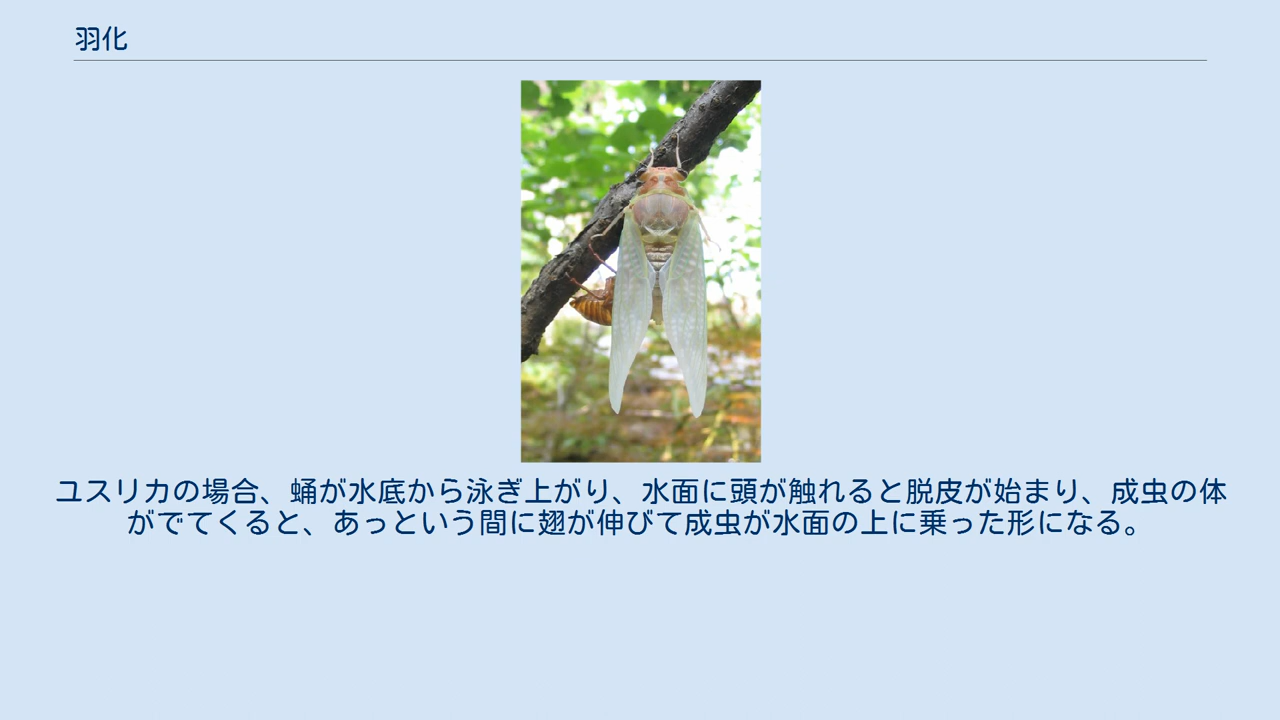 羽化
ユスリカの場合、蛹が水底から泳ぎ上がり、水面に頭が触れると脱皮が始まり、成虫の体
がでてくると、あっという間に翅が伸びて成虫が水面の上に乗った形になる。